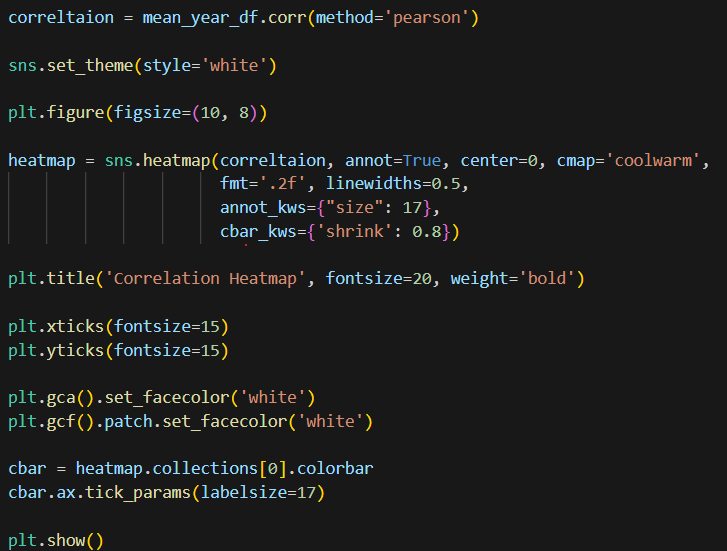 correltaion = mean_year_df.corr(method='pearson')
sns.set_theme(style='white')
plt.figure(figsize=(10, 8))
heatmap = sns.heatmap(correltaion, annot=True, center=0, cmap='coolwarm',
fmt='.2f', linewidths=0.5,
annot_kws={"size": 17},
cbar_kws={'shrink': 0.8})
plt.title('Correlation Heatmap', fontsize=20, weight='bold')
plt.xticks(fontsize=15)
plt.yticks(fontsize=15)
plt.gca().set_facecolor('white')
plt.gcf().patch.set_facecolor('white')
cbar = heatmap.collections[0].colorbar
cbar.ax.tick_params(labelsize=17)
plt.show()